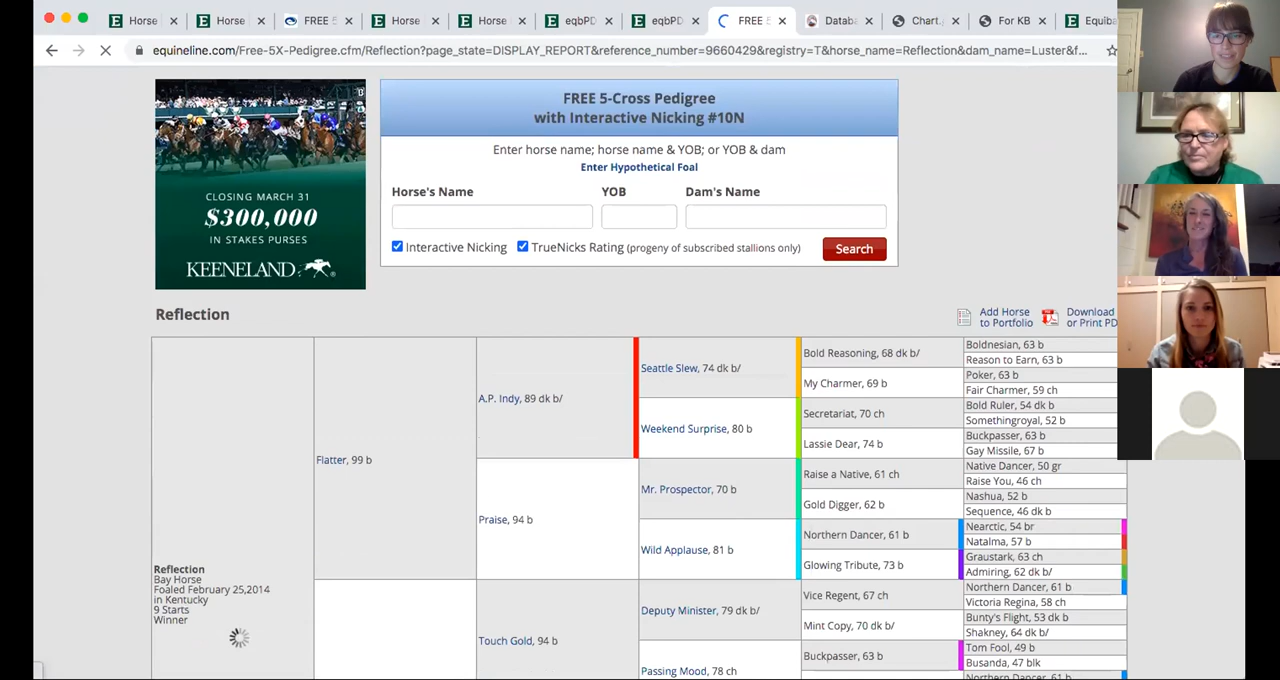 Horse
Horse
FREE 5
Horse
Horse
eqbPD
eqbPD
FREE 5
Datab
Chart.
For KB
Equiba
equineline.com/Free-5X-Pedigree.cfm/Reflection?page_state=DISPLAY_REPORT&reference_number=9660429&registry=T&horse_name=Reflection&dam_name=Luster&f...
CLOSING MARCH 31
$300,000
IN STAKES PURSES
KEENELAND
FREE 5-Cross Pedigree
with Interactive Nicking #10N
Enter horse name; horse name & YOB; or YOB & dam
Enter Hypothetical Foal
Horse's Name YOB Dam's Name
Interactive Nicking TrueNicks Rating (progeny of subscribed stallions only) Search
Reflection
Add Horse
to Portfolio
Download
or Print PD
Reflection
Bay Horse
Foaled February 25,2014
in Kentucky
9 Starts
Winner
Flatter, 99 b
A.P. Indy, 89 dk b/
Praise, 94 b
Touch Gold, 94 b
Seattle Slew, 74 dk b/
Weekend Surprise, 80 b
Mr. Prospector, 70 b
Wild Applause, 81 b
Deputy Minister, 79 dk b/
Passing Mood, 78 ch
Bold Reasoning, 68 dk b/
My Charmer, 69 b
Secretariat, 70 ch
Lassie Dear, 74 b
Raise a Native, 61 ch
Gold Digger, 62 b
Northern Dancer, 61 b
Glowing Tribute, 73 b
Vice Regent, 67 ch
Mint Copy, 70 dk b/
Buckpasser, 63 b
Boldnesian, 63 b
Reason to Earn, 63 b
Poker, 63 b
Fair Charmer, 59 ch
Bold Ruler, 54 dk b
Somethingroyal, 52 b
Buckpasser, 63 b
Gay Missile, 67 b
Native Dancer, 50 gr
Raise You, 46 ch
Nashua, 52 b
Sequence, 46 dk b/
Nearctic, 54 br
Natalma, 57 b
Graustark, 63 ch
Admiring, 62 dk b/
Northern Dancer, 61 b
Victoria Regina, 58 ch
Bunty's Flight, 53 dk b
Shakney, 64 dk b/
Tom Fool, 49 b
Busanda, 47 blk
Northern Dancer, 61 b